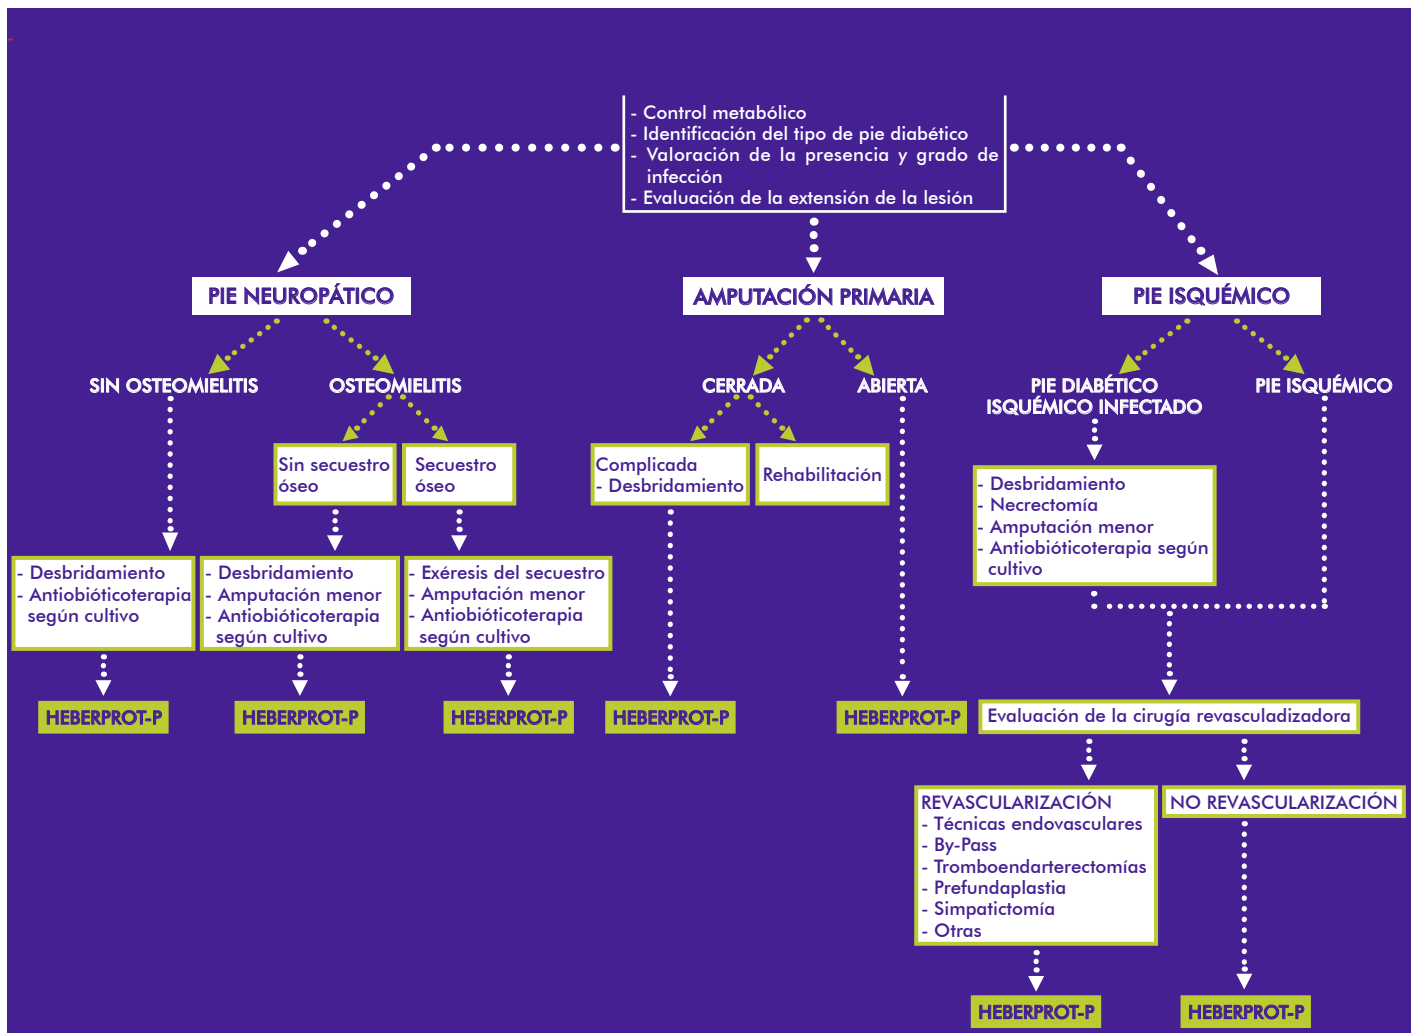 - Control metabólico
- Identificación del tipo de pie diabético
- Valoración de la presencia y grado de
infección
- Evaluación de la extensión de la lesión
PIE NEUROPÁTICO
AMPUTACIÓN PRIMARIA
PIE ISQUÉMICO
SIN OSTEOMIELITIS
OSTEOMIELITIS
CERRADA
ABIERTA
PIE DIABÉTICO
ISQUÉMICO INFECTADO
PIE ISQUÉMICO
Sin secuestro
óseo
Secuestro
óseo
Complicada
- Desbridamiento
Rehabilitación
- Desbridamiento
- Necrectomía
- Amputación menor
- Antiobióticoterapia según
cultivo
- Desbridamiento
- Antiobióticoterapia
según cultivo
- Desbridamiento
- Amputación menor
- Antiobióticoterapia
según cultivo
- Exéresis del secuestro
- Amputación menor
- Antiobióticoterapia
según cultivo
HEBERPROT-P
HEBERPROT-P
HEBERPROT-P
HEBERPROT-P
HEBERPROT-P
Evaluación de la cirugía revasculadizadora
REVASCULARIZACIÓN
- Técnicas endovasculares
- By-Pass
- Tromboendarterectomías
- Prefundaplastia
- Simpatictomía
- Otras
NO REVASCULARIZACIÓN
HEBERPROT-P
HEBERPROT-P